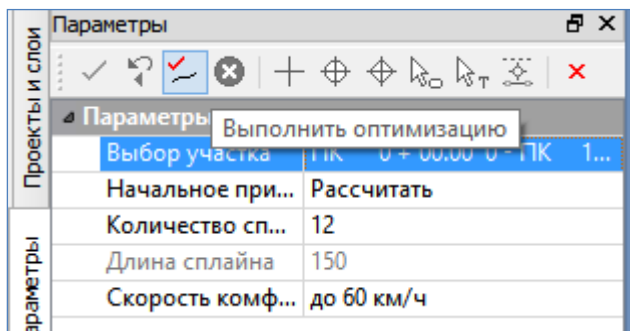 Параметры
Проекты и слои
Параметры
Выполнить оптимизацию
Выбор участка ПК 0 + 00.00 0 - ПК 1...
Начальное при... Рассчитать
Количество сп... 12
Длина сплайна 150
Скорость комф... до 60 км/ч
араметры